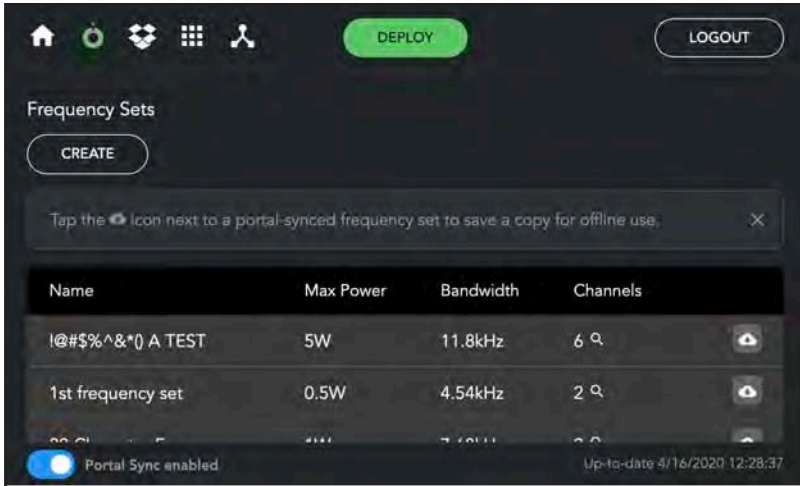 DEPLOY LOGOUT
Frequency Sets
CREATE
Tap the icon next to a portal-synced frequency set to save a copy for offline use.
Name Max Power Bandwidth Channels
!@#$%^&*() A TEST 5W 11.8kHz 6
1st frequency set 0.5W 4.54kHz 2
Portal Sync enabled Up-to-date 4/16/2020 12:28:37